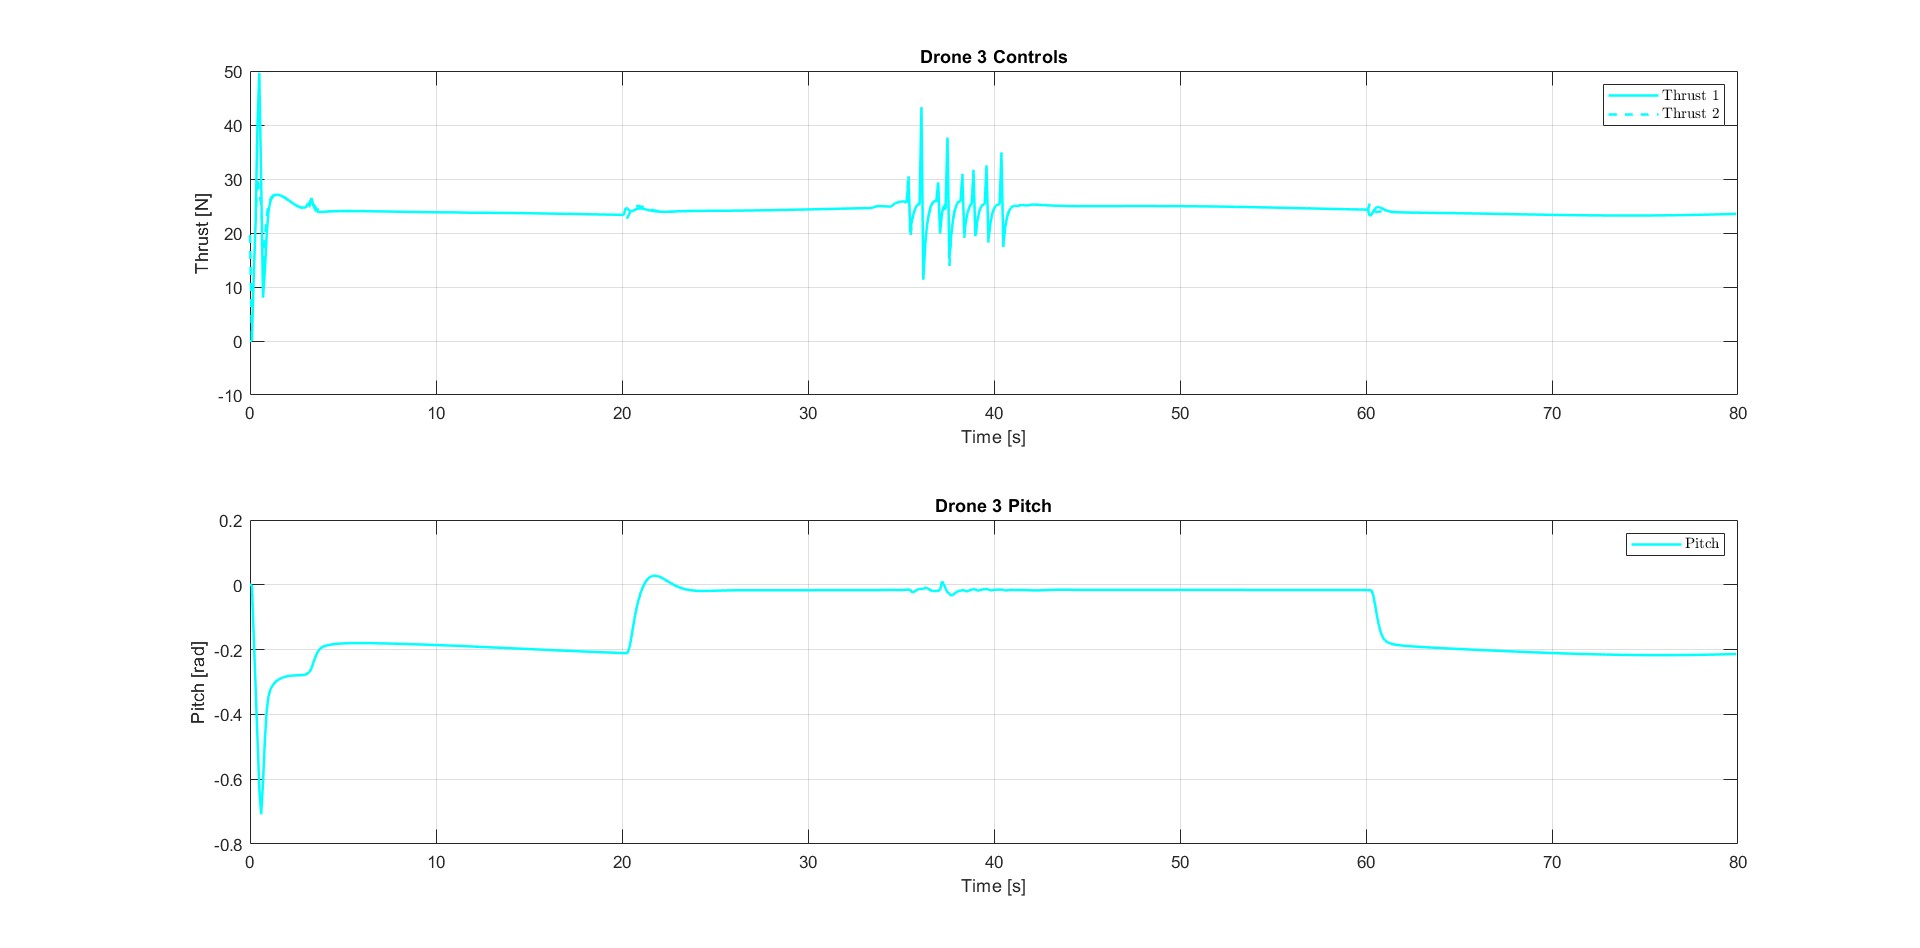 Drone 3 Controls
50
40
30
20
10
0
-10
Thrust [N]
Thrust 1
Thrust 2
0 10 20 30 40 50 60 70 80
Time [s]
Drone 3 Pitch
0.2
0
-0.2
-0.4
-0.6
-0.8
Pitch [rad]
Pitch
0 10 20 30 40 50 60 70 80
Time [s]